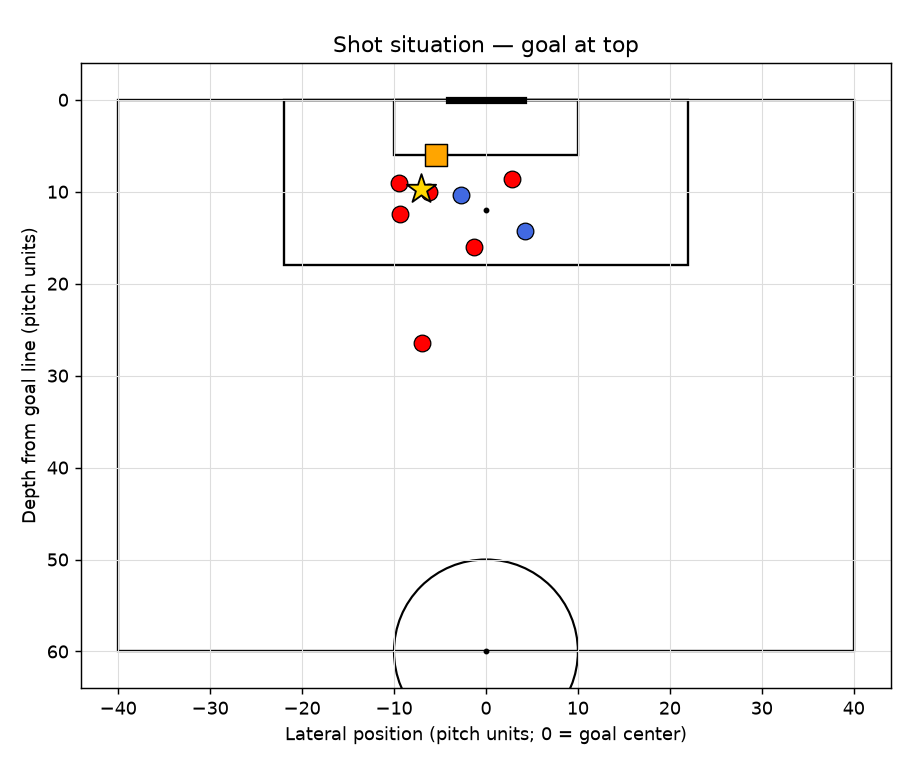 Shot situation — goal at top
0
10
20
30
40
50
60
Depth from goal line (pitch units)
−40 −30 −20 −10 0 10 20 30 40
Lateral position (pitch units; 0 = goal center)